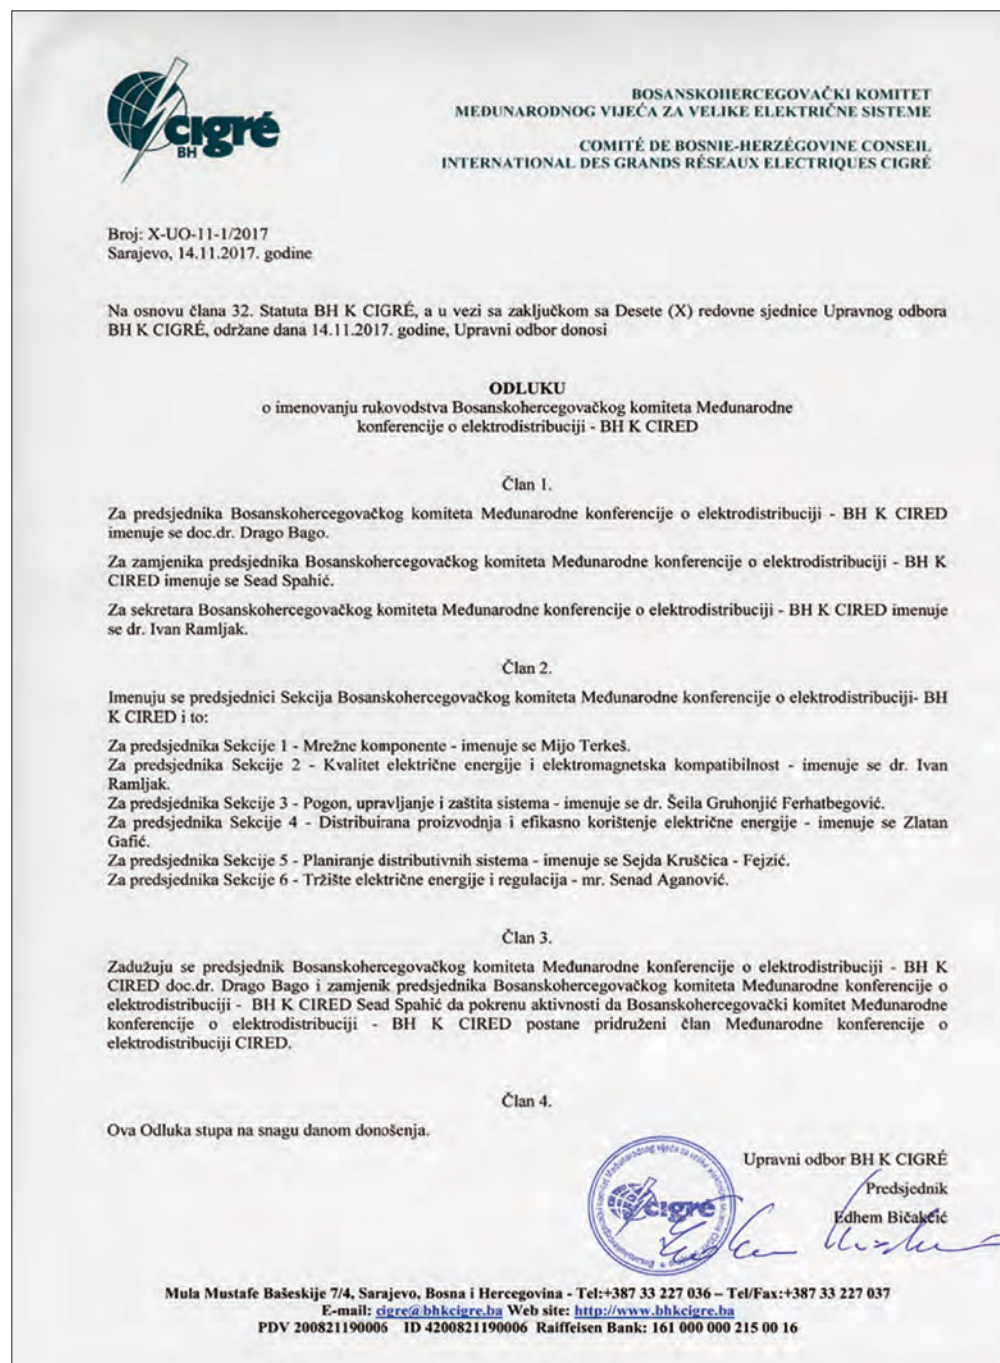 cigré
BH
BOSANSKOHERCEGOVAČKI KOMITET
MEĐUNARODNOG VIJEĆA ZA VELIKE ELEKTRIČNE SISTEME
COMITÉ DE BOSNIE-HERZÉGOVINE CONSEIL
INTERNATIONAL DES GRANDS RÉSEAUX ELECTRIQUES CIGRÉ
Broj: X-UO-11-1/2017
Sarajevo, 14.11.2017. godine
Na osnovu člana 32. Statuta BH K CIGRÉ, a u vezi sa zaključkom sa Desete (X) redovne sjednice Upravnog odbora
BH K CIGRÉ, održane dana 14.11.2017. godine, Upravni odbor donosi
ODLUKU
o imenovanju rukovodstva Bosanskohercegovačkog komiteta Međunarodne
konferencije o elektrodistribuciji - BH K CIRED
Član 1.
Za predsjednika Bosanskohercegovačkog komiteta Međunarodne konferencije o elektrodistribuciji - BH K CIRED
imenuje se doc.dr. Drago Bago.
Za zamjenika predsjednika Bosanskohercegovačkog komiteta Međunarodne konferencije o elektrodistribuciji - BH K
CIRED imenuje se Sead Spahić.
Za sekretara Bosanskohercegovačkog komiteta Međunarodne konferencije o elektrodistribuciji - BH K CIRED imenuje
se dr. Ivan Ramljak.
Član 2.
Imenuju se predsjednici Sekcija Bosanskohercegovačkog komiteta Međunarodne konferencije o elektrodistribuciji- BH
K CIRED i to:
Za predsjednika Sekcije 1 - Mrežne komponente - imenuje se Mijo Terkeš.
Za predsjednika Sekcije 2 - Kvalitet električne energije i elektromagnetska kompatibilnost - imenuje se dr. Ivan
Ramljak.
Za predsjednika Sekcije 3 - Pogon, upravljanje i zaštita sistema - imenuje se dr. Šeila Gruhonjić Ferhatbegović.
Za predsjednika Sekcije 4 - Distribuirana proizvodnja i efikasno korištenje električne energije - imenuje se Zlatan
Gafić.
Za predsjednika Sekcije 5 - Planiranje distributivnih sistema - imenuje se Sejda Kruščica - Fejzić.
Za predsjednika Sekcije 6 - Tržište električne energije i regulacija - mr. Senad Aganović.
Član 3.
Zadužuju se predsjednik Bosanskohercegovačkog komiteta Međunarodne konferencije o elektrodistribuciji - BH K
CIRED doc.dr. Drago Bago i zamjenik predsjednika Bosanskohercegovačkog komiteta Međunarodne konferencije o
elektrodistribuciji - BH K CIRED Sead Spahić da pokrenu aktivnosti da Bosanskohercegovački komitet Međunarodne
konferencije o elektrodistribuciji - BH K CIRED postane pridruženi član Međunarodne konferencije o
elektrodistribuciji CIRED.
Član 4.
Ova Odluka stupa na snagu danom donošenja.
Upravni odbor BH K CIGRÉ
Predsjednik
Edhem Bičakčić
cigré
Mula Mustafe Bašeskije 7/4, Sarajevo, Bosna i Hercegovina - Tel:+387 33 227 036 – Tel/Fax:+387 33 227 037
E-mail: cigre@bhkcigre.ba Web site: http://www.bhkcigre.ba
PDV 200821190006 ID 4200821190006 Raiffeisen Bank: 161 000 000 215 00 16